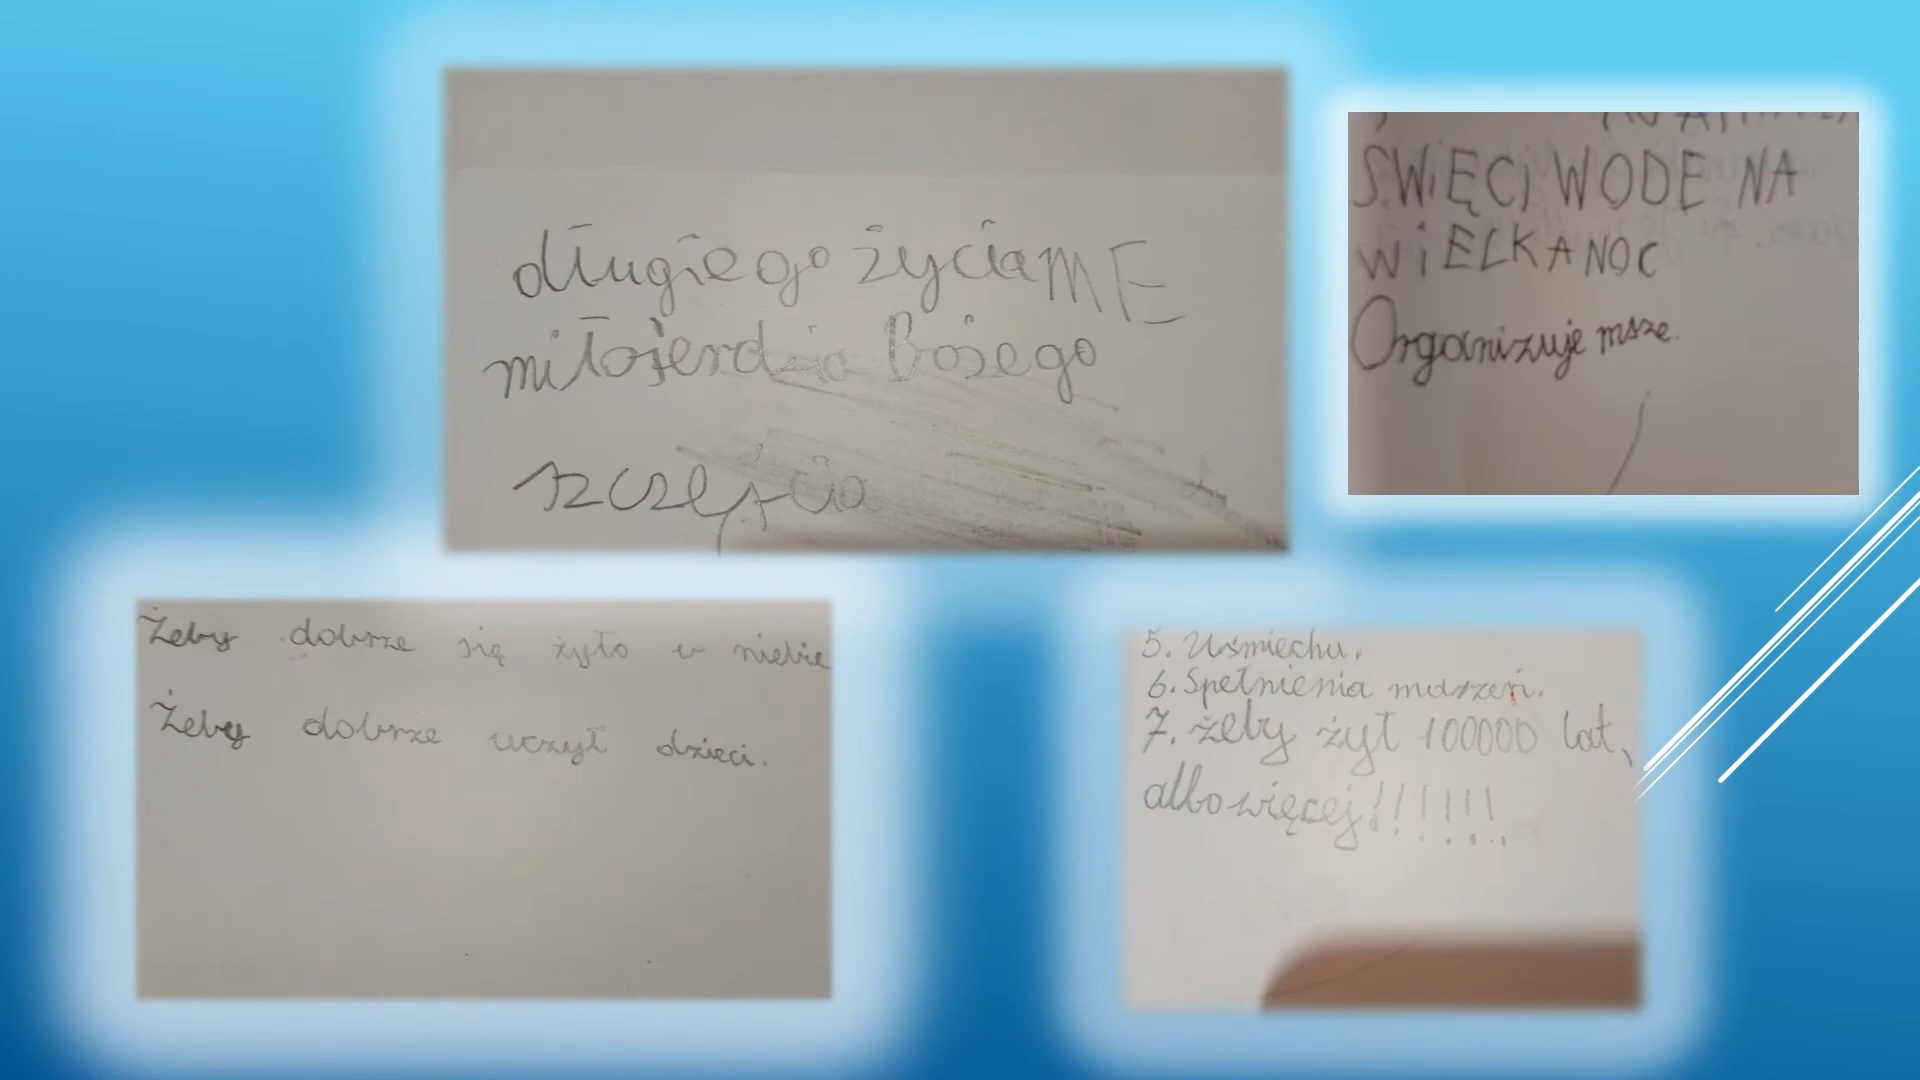 długiego życia ME
miłosierdzia Bożego
szczęścia
ŚWIĘCI WODE NA
WiELKANOC
Organizuje msze.
Żeby dobrze się żyło w niebie
Żeby dobrze uczył dzieci.
5. Uśmiechu.
6. Spełnienia marzeń.
7. żeby żył 100000 lat,
albo więcej!!!!!!